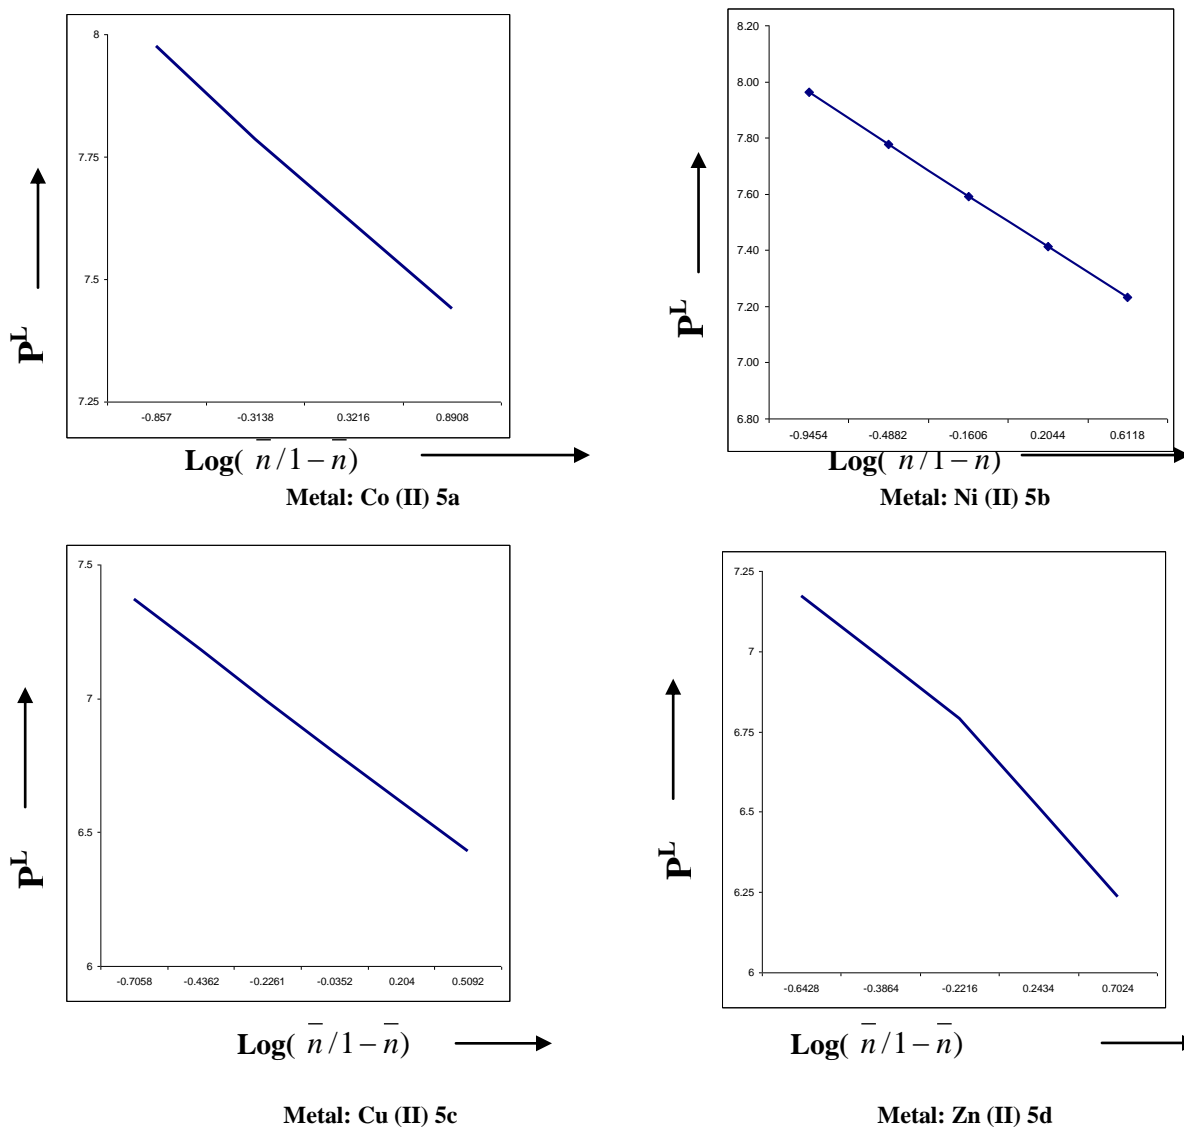 8
7.75
7.5
7.25
-0.857 -0.3138 0.3216 0.8908
P^L
Log( n̄ / 1 − n̄ )
Metal: Co (II) 5a
8.20
8.00
7.80
7.60
7.40
7.20
7.00
6.80
-0.9454 -0.4882 -0.1606 0.2044 0.6118
P^L
Log( n / 1 − n )
Metal: Ni (II) 5b
7.5
7
6.5
6
-0.7058 -0.4362 -0.2261 -0.0352 0.204 0.5092
P^L
Log( n̄ / 1 − n̄ )
Metal: Cu (II) 5c
7.25
7
6.75
6.5
6.25
6
-0.6428 -0.3864 -0.2216 0.2434 0.7024
P^L
Log( n̄ / 1 − n̄ )
Metal: Zn (II) 5d